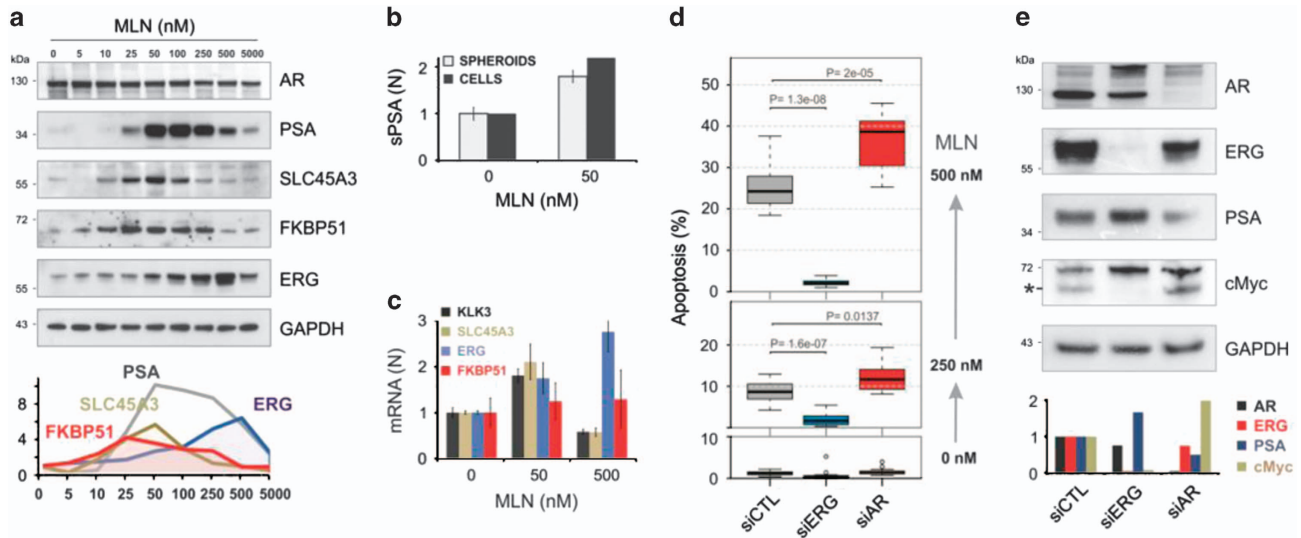 a
MLN (nM)
0 5 10 25 50 100 250 500 5000
kDa
130
AR
34
PSA
55
SLC45A3
72
FKBP51
55
ERG
43
GAPDH
PSA
SLC45A3
ERG
FKBP51
8
4
0
0 5 10 25 50 100 250 500 5000
b
SPHEROIDS
CELLS
sPSA (N)
2
1
0
0 50
MLN (nM)
c
KLK3
SLC45A3
ERG
FKBP51
mRNA (N)
3
2
1
0
0 50 500
MLN (nM)
d
P= 2e-05
P= 1.3e-08
50
40
30
20
10
0
P= 0.0137
P= 1.6e-07
20
10
10
0
Apoptosis (%)
siCTL siERG siAR
MLN
500 nM
250 nM
0 nM
e
kDa
130
AR
55
ERG
34
PSA
72
*
cMyc
43
GAPDH
2
1
0
AR
ERG
PSA
cMyc
siCTL siERG siAR